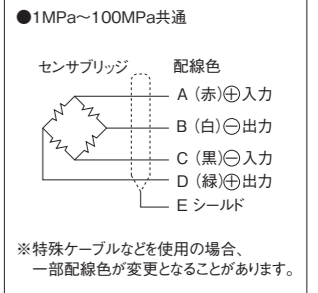 ●1MPa～100MPa共通
センサブリッジ 配線色
A（赤）⊕入力
B（白）⊖出力
C（黒）⊖入力
D（緑）⊕出力
E シールド
※特殊ケーブルなどを使用の場合、
一部配線色が変更となることがあります。